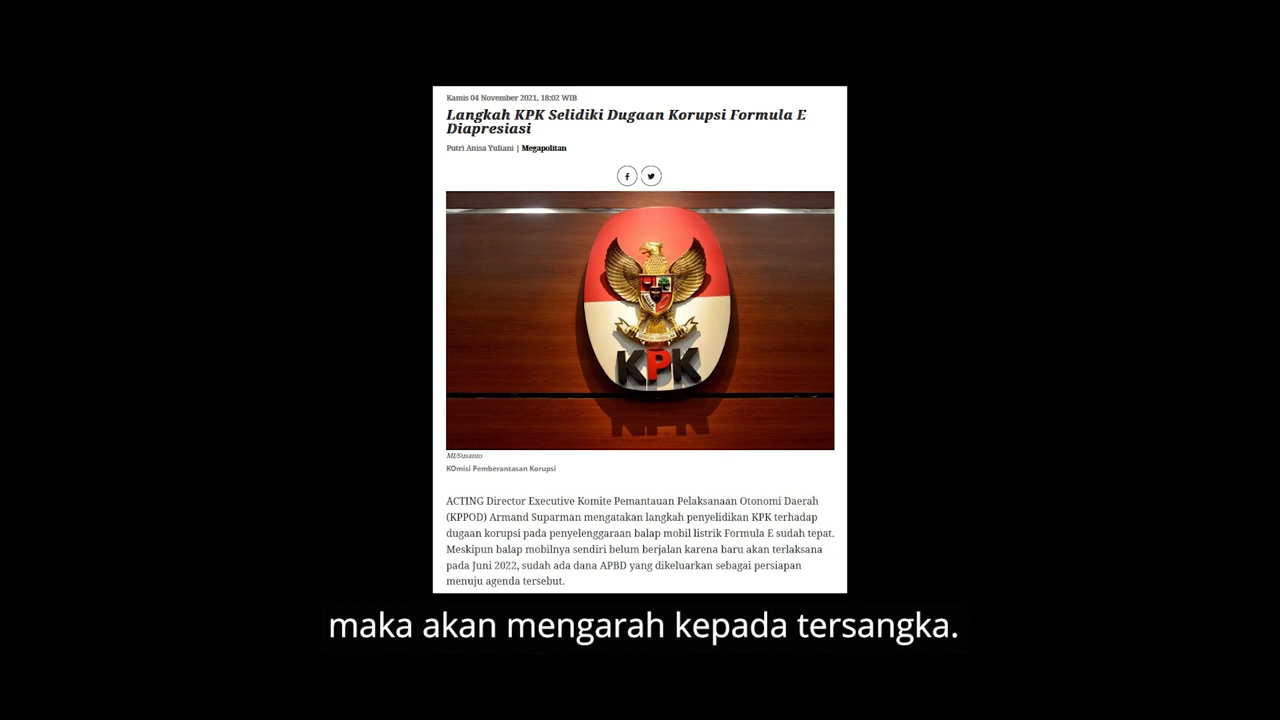 Kamis 04 November 2021, 18:02 WIB
Langkah KPK Selidiki Dugaan Korupsi Formula E
Diapresiasi
Putri Anisa Yuliani | Megapolitan
KPK
MI/Susanto
KOmisi Pemberantasan Korupsi
ACTING Director Executive Komite Pemantauan Pelaksanaan Otonomi Daerah
(KPPOD) Armand Suparman mengatakan langkah penyelidikan KPK terhadap
dugaan korupsi pada penyelenggaraan balap mobil listrik Formula E sudah tepat.
Meskipun balap mobilnya sendiri belum berjalan karena baru akan terlaksana
pada Juni 2022, sudah ada dana APBD yang dikeluarkan sebagai persiapan
menuju agenda tersebut.
maka akan mengarah kepada tersangka.